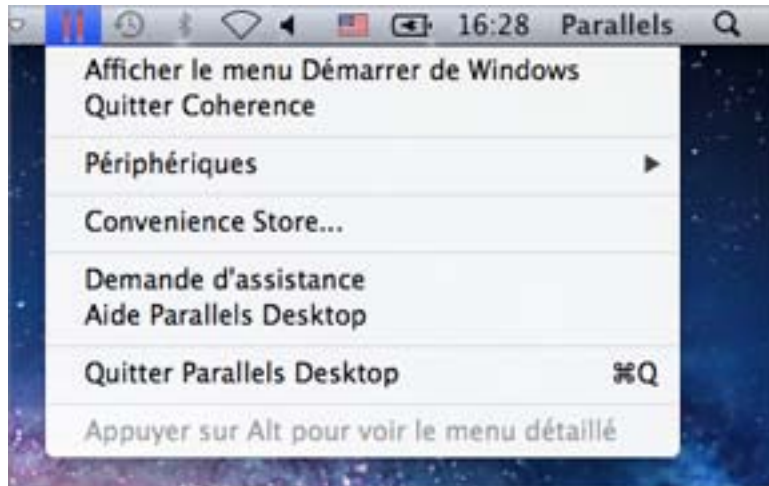 16:28 Parallels
Afficher le menu Démarrer de Windows
Quitter Coherence
Périphériques
Convenience Store...
Demande d'assistance
Aide Parallels Desktop
Quitter Parallels Desktop ⌘Q
Appuyer sur Alt pour voir le menu détaillé